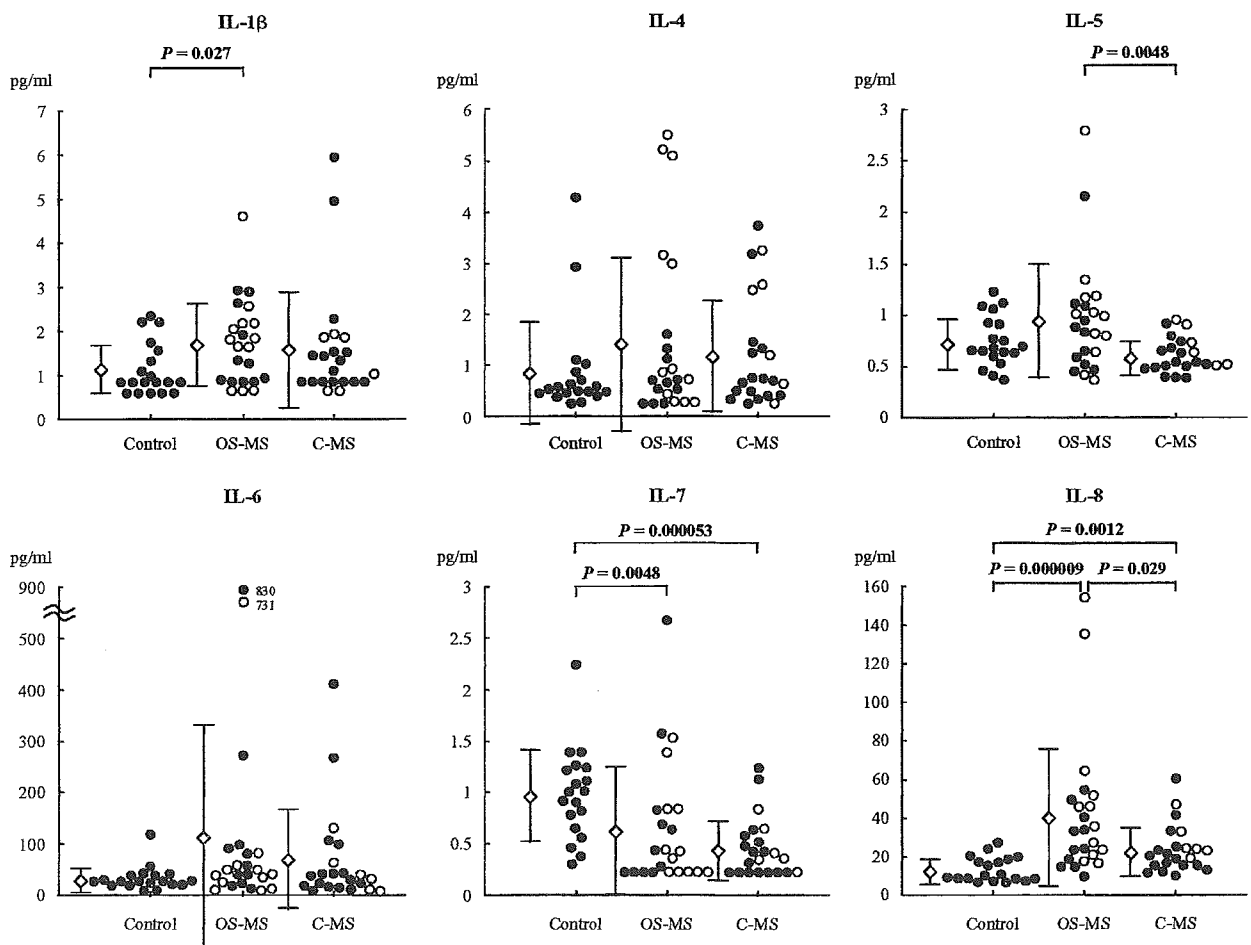 IL-1β
P = 0.027
pg/ml
7
6
5
4
3
2
1
0
Control OS-MS C-MS
IL-4
pg/ml
6
5
4
3
2
1
0
Control OS-MS C-MS
IL-5
P = 0.0048
pg/ml
3
2.5
2
1.5
1
0.5
0
Control OS-MS C-MS
IL-6
pg/ml
900
830
731
500
400
300
200
100
0
Control OS-MS C-MS
IL-7
P = 0.000053
pg/ml
P = 0.0048
3
2.5
2
1.5
1
0.5
0
Control OS-MS C-MS
IL-8
P = 0.0012
pg/ml
P = 0.000009 P = 0.029
160
140
120
100
80
60
40
20
0
Control OS-MS C-MS